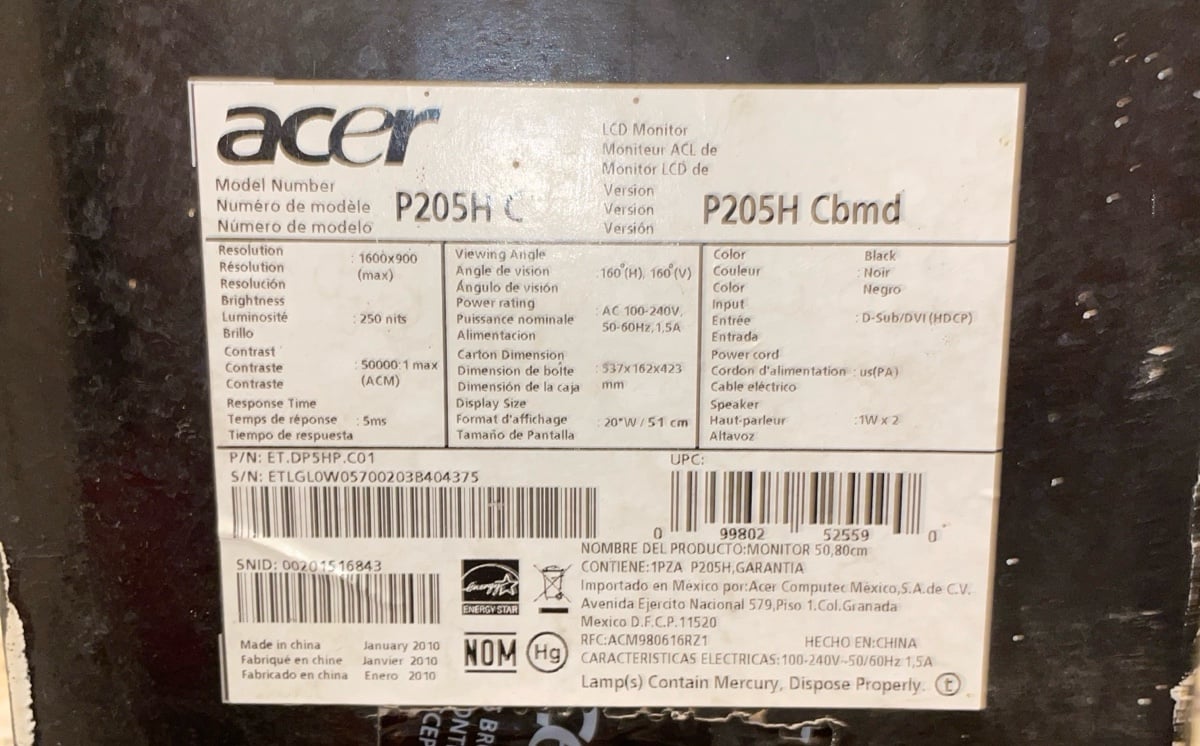 acer
LCD Monitor
Moniteur ACL de
Monitor LCD de
Model Number
Numéro de modèle
Número de modelo
P205H C
Version
Version
Versión
P205H Cbmd
Resolution
Résolution
Resolución
: 1600x900
(max)
Brightness
Luminosité
Brillo
: 250 nits
Contrast
Contraste
Contraste
: 50000:1 max
(ACM)
Response Time
Temps de réponse
Tiempo de respuesta
: 5ms
Viewing Angle
Angle de vision
Ángulo de visión
: 160°(H), 160°(V)
Power rating
Puissance nominale
Alimentacion
: AC 100-240V,
50-60Hz,1,5A
Carton Dimension
Dimension de boîte
Dimensión de la caja
: 537x162x423
mm
Display Size
Format d'affichage
Tamaño de Pantalla
: 20"W / 51 cm
Color
Couleur
Color
Black
: Noir
Negro
Input
Entrée
Entrada
: D-Sub/DVI(HDCP)
Power cord
Cordon d'alimentation
Cable eléctrico
: us(PA)
Speaker
Haut-parleur
Altavoz
:1W x 2
P/N: ET.DP5HP.C01
S/N: ETLGL0W05700203B404375
UPC:
0 99802 52559 0
SNID: 00201516843
energy
ENERGY STAR
NOMBRE DEL PRODUCTO:MONITOR 50,80cm
CONTIENE:1PZA P205H,GARANTIA
Importado en México por:Acer Computec México,S.A.de C.V.
Avenida Ejercito Nacional 579,Piso 1.Col.Granada
Mexico D.F.C.P.11520
RFC:ACM980616RZ1 HECHO EN:CHINA
CARACTERISTICAS ELECTRICAS:100-240V~50/60Hz 1,5A
Lamp(s) Contain Mercury, Dispose Properly.
t
Made in china January 2010
Fabriqué en chine Janvier 2010
Fabricado en china Enero 2010
NOM
Hg